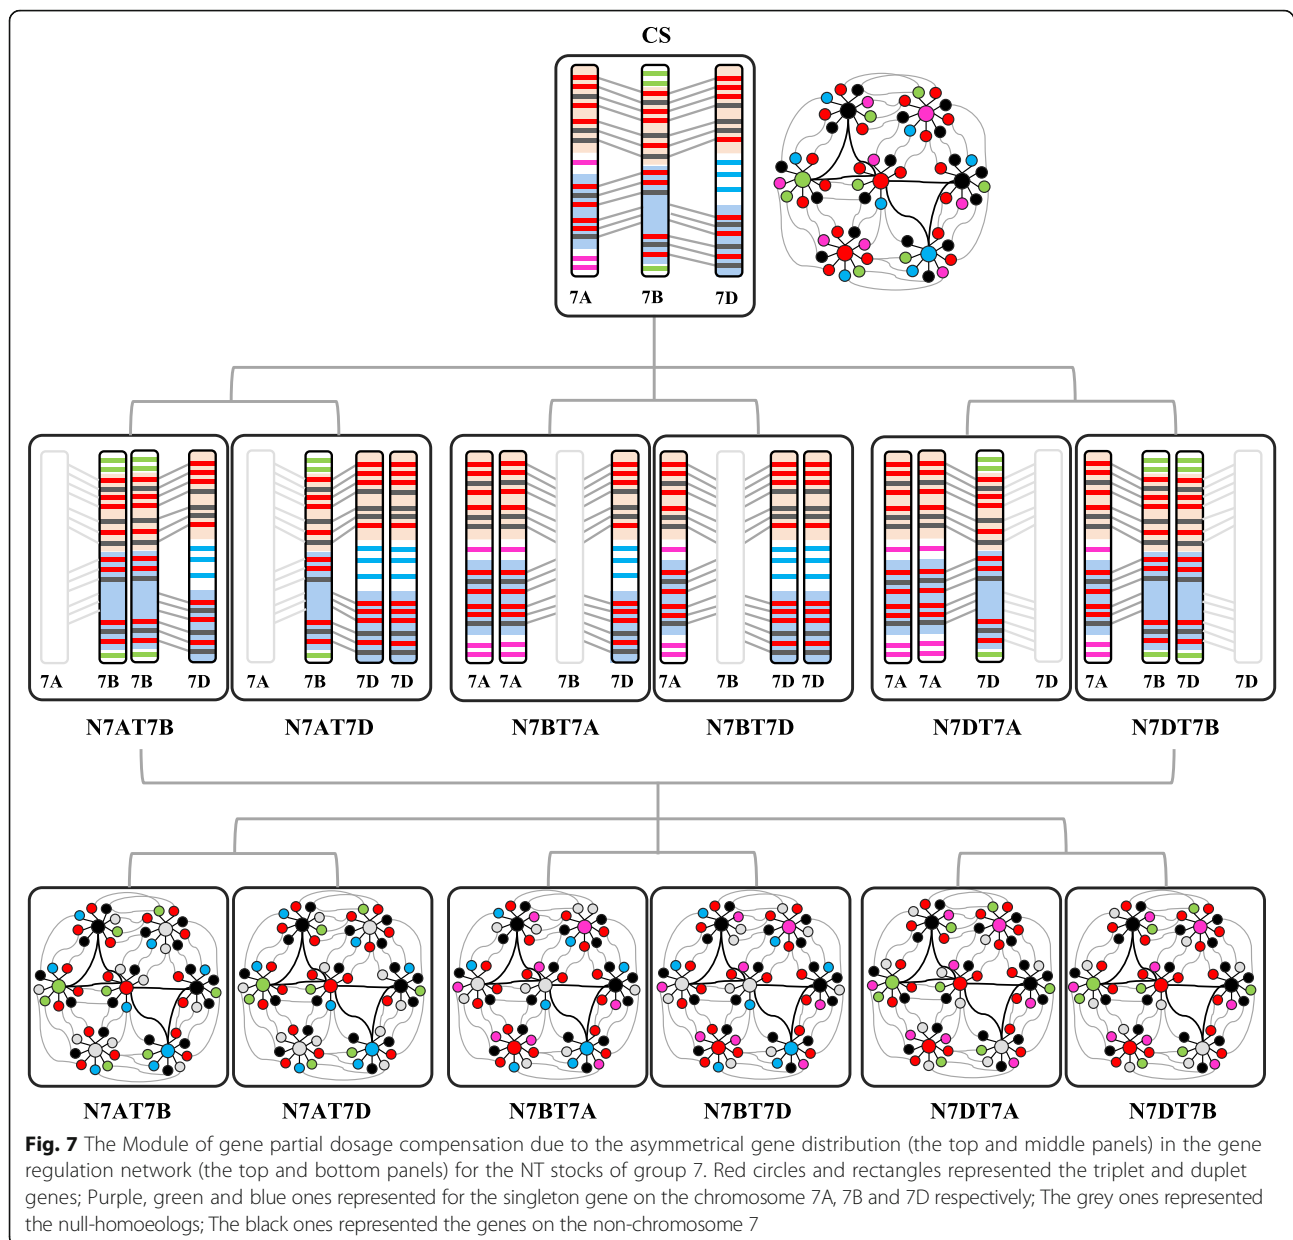 CS
7A 7B 7D
7A 7B 7B 7D 7A 7B 7D 7D 7A 7A 7B 7D 7A 7B 7D 7D 7A 7A 7D 7D 7A 7B 7D 7D
N7AT7B N7AT7D N7BT7A N7BT7D N7DT7A N7DT7B
N7AT7B N7AT7D N7BT7A N7BT7D N7DT7A N7DT7B
Fig. 7 The Module of gene partial dosage compensation due to the asymmetrical gene distribution (the top and middle panels) in the gene
regulation network (the top and bottom panels) for the NT stocks of group 7. Red circles and rectangles represented the triplet and duplet
genes; Purple, green and blue ones represented for the singleton gene on the chromosome 7A, 7B and 7D respectively; The grey ones represented
the null-homoeologs; The black ones represented the genes on the non-chromosome 7